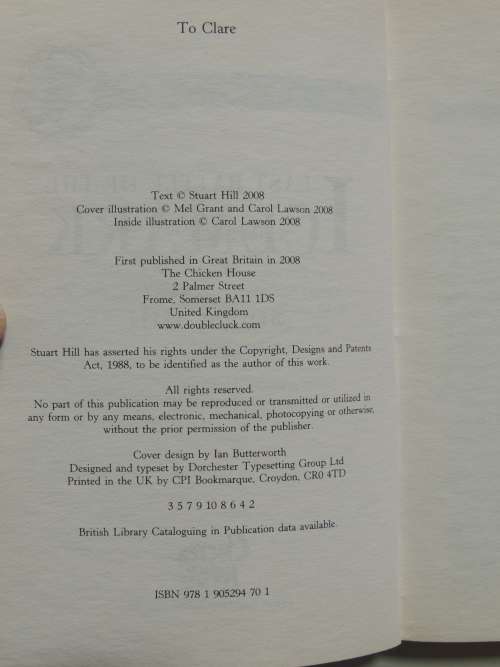 To Clare
Text © Stuart Hill 2008
Cover illustration © Mel Grant and Carol Lawson 2008
Inside illustration © Carol Lawson 2008
First published in Great Britain in 2008
The Chicken House
2 Palmer Street
Frome, Somerset BA11 1DS
United Kingdom
www.doublecluck.com
Stuart Hill has asserted his rights under the Copyright, Designs and Patents
Act, 1988, to be identified as the author of this work.
All rights reserved.
No part of this publication may be reproduced or transmitted or utilized in
any form or by any means, electronic, mechanical, photocopying or otherwise,
without the prior permission of the publisher.
Cover design by Ian Butterworth
Designed and typeset by Dorchester Typesetting Group Ltd
Printed in the UK by CPI Bookmarque, Croydon, CR0 4TD
3 5 7 9 10 8 6 4 2
British Library Cataloguing in Publication data available.
ISBN 978 1 905294 70 1